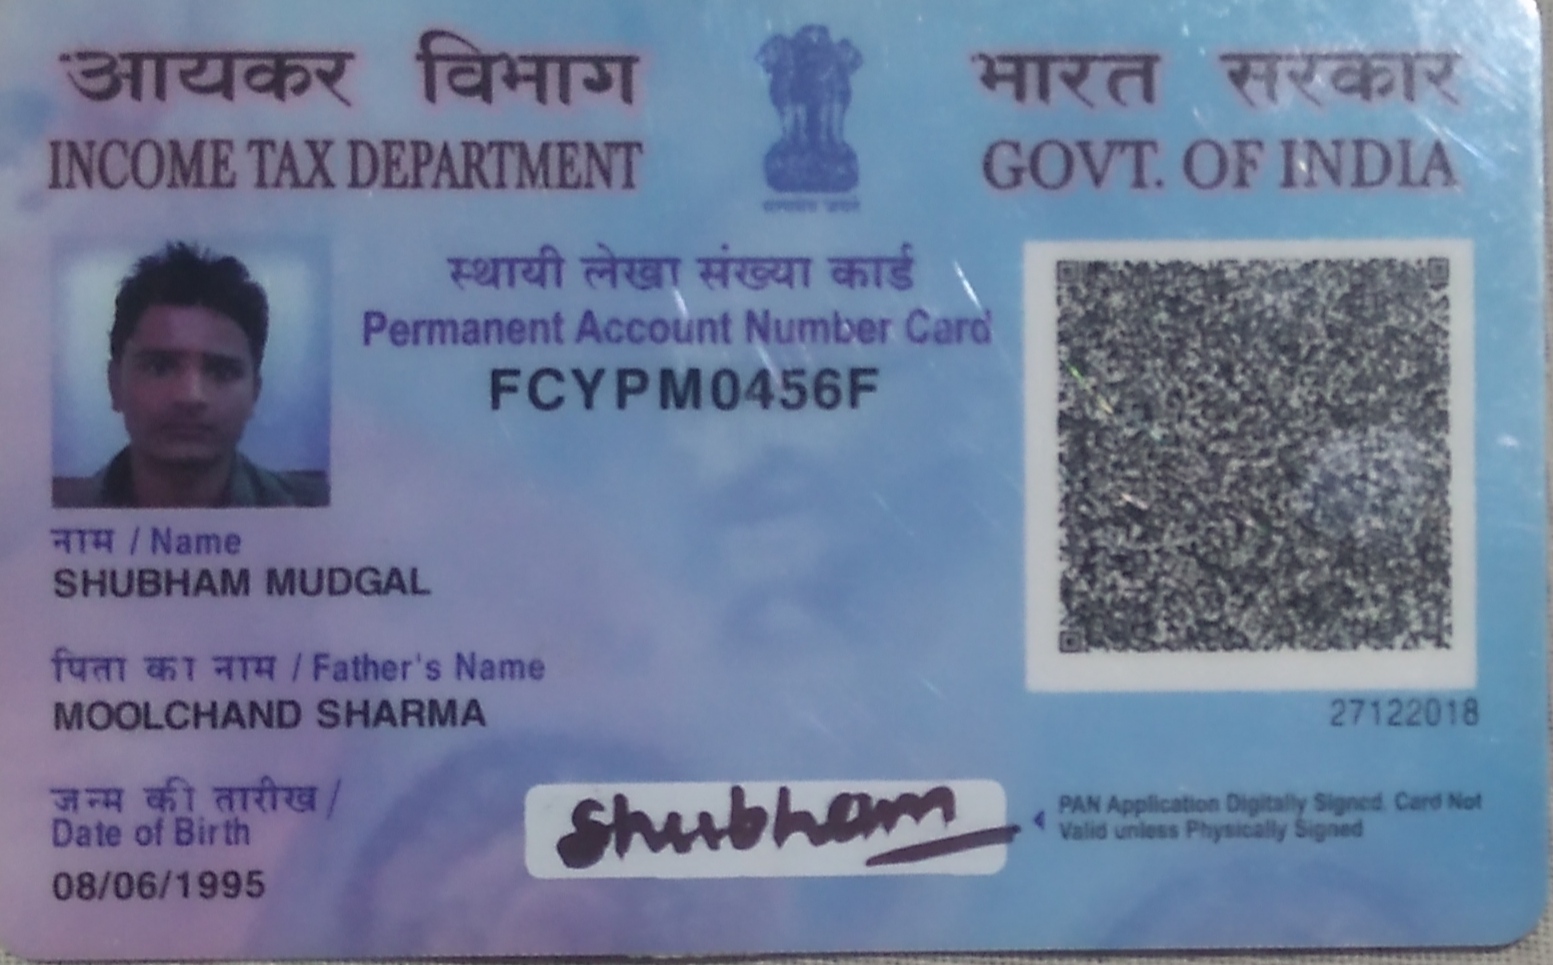 आयकर विभाग
INCOME TAX DEPARTMENT
भारत सरकार
GOVT. OF INDIA
स्थायी लेखा संख्या कार्ड
Permanent Account Number Card
FCYPM0456F
नाम / Name
SHUBHAM MUDGAL
पिता का नाम / Father's Name
MOOLCHAND SHARMA
27122018
जन्म की तारीख /
Date of Birth
08/06/1995
Shubham
PAN Application Digitally Signed. Card Not
Valid unless Physically Signed